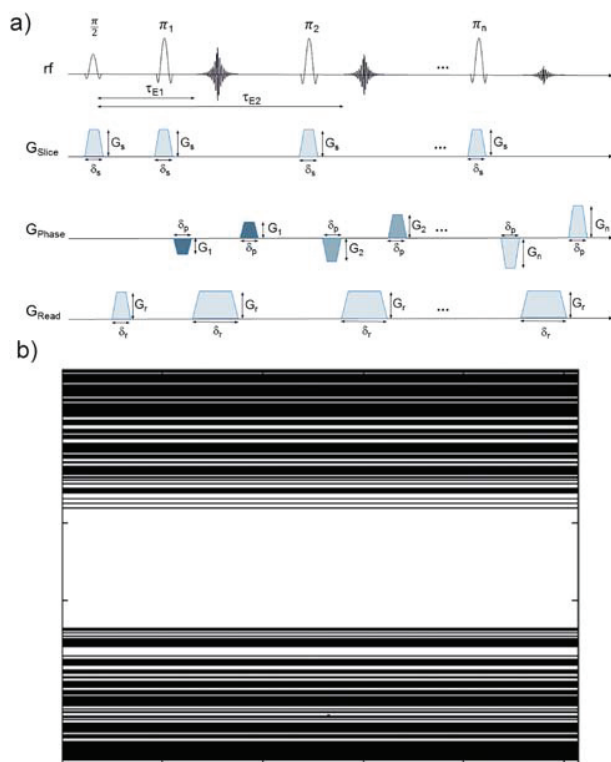 a)
π/2 π₁ π₂ πₙ
rf ...
τE1
τE2
GSlice Gs Gs Gs ... Gs
δs δs δs δs
GPhase δp G₁ G₁ δp δp G₂ G₂ δp ... δp Gn Gn δp
GRead Gr Gr Gr ... Gr
δr δr δr δr
b)